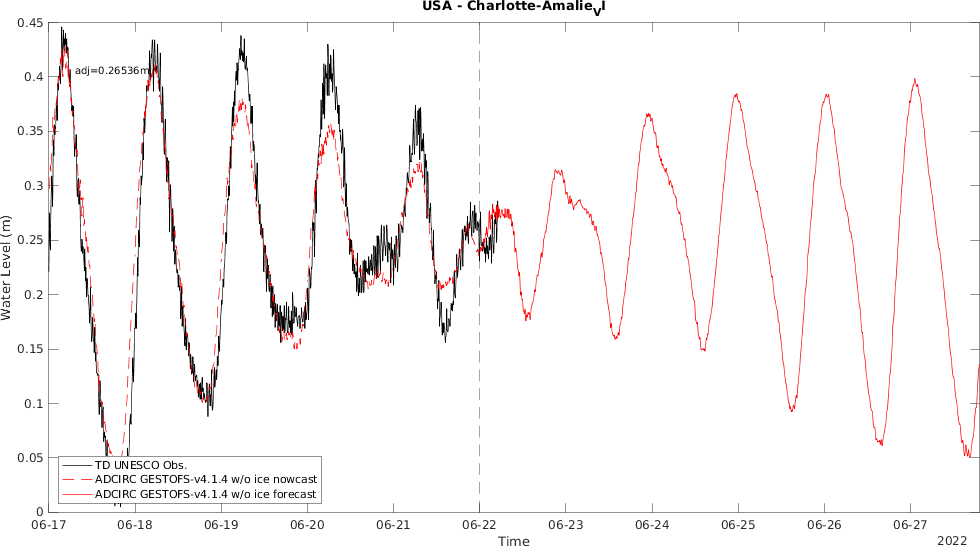 USA - Charlotte-Amalie_VI
0.45
adj=0.26536m
0.4
0.35
0.3
0.25
0.2
0.15
0.1
0.05
0
Water Level (m)
TD UNESCO Obs.
ADCIRC GESTOFS-v4.1.4 w/o ice nowcast
ADCIRC GESTOFS-v4.1.4 w/o ice forecast
06-17 06-18 06-19 06-20 06-21 06-22 06-23 06-24 06-25 06-26 06-27
Time
2022